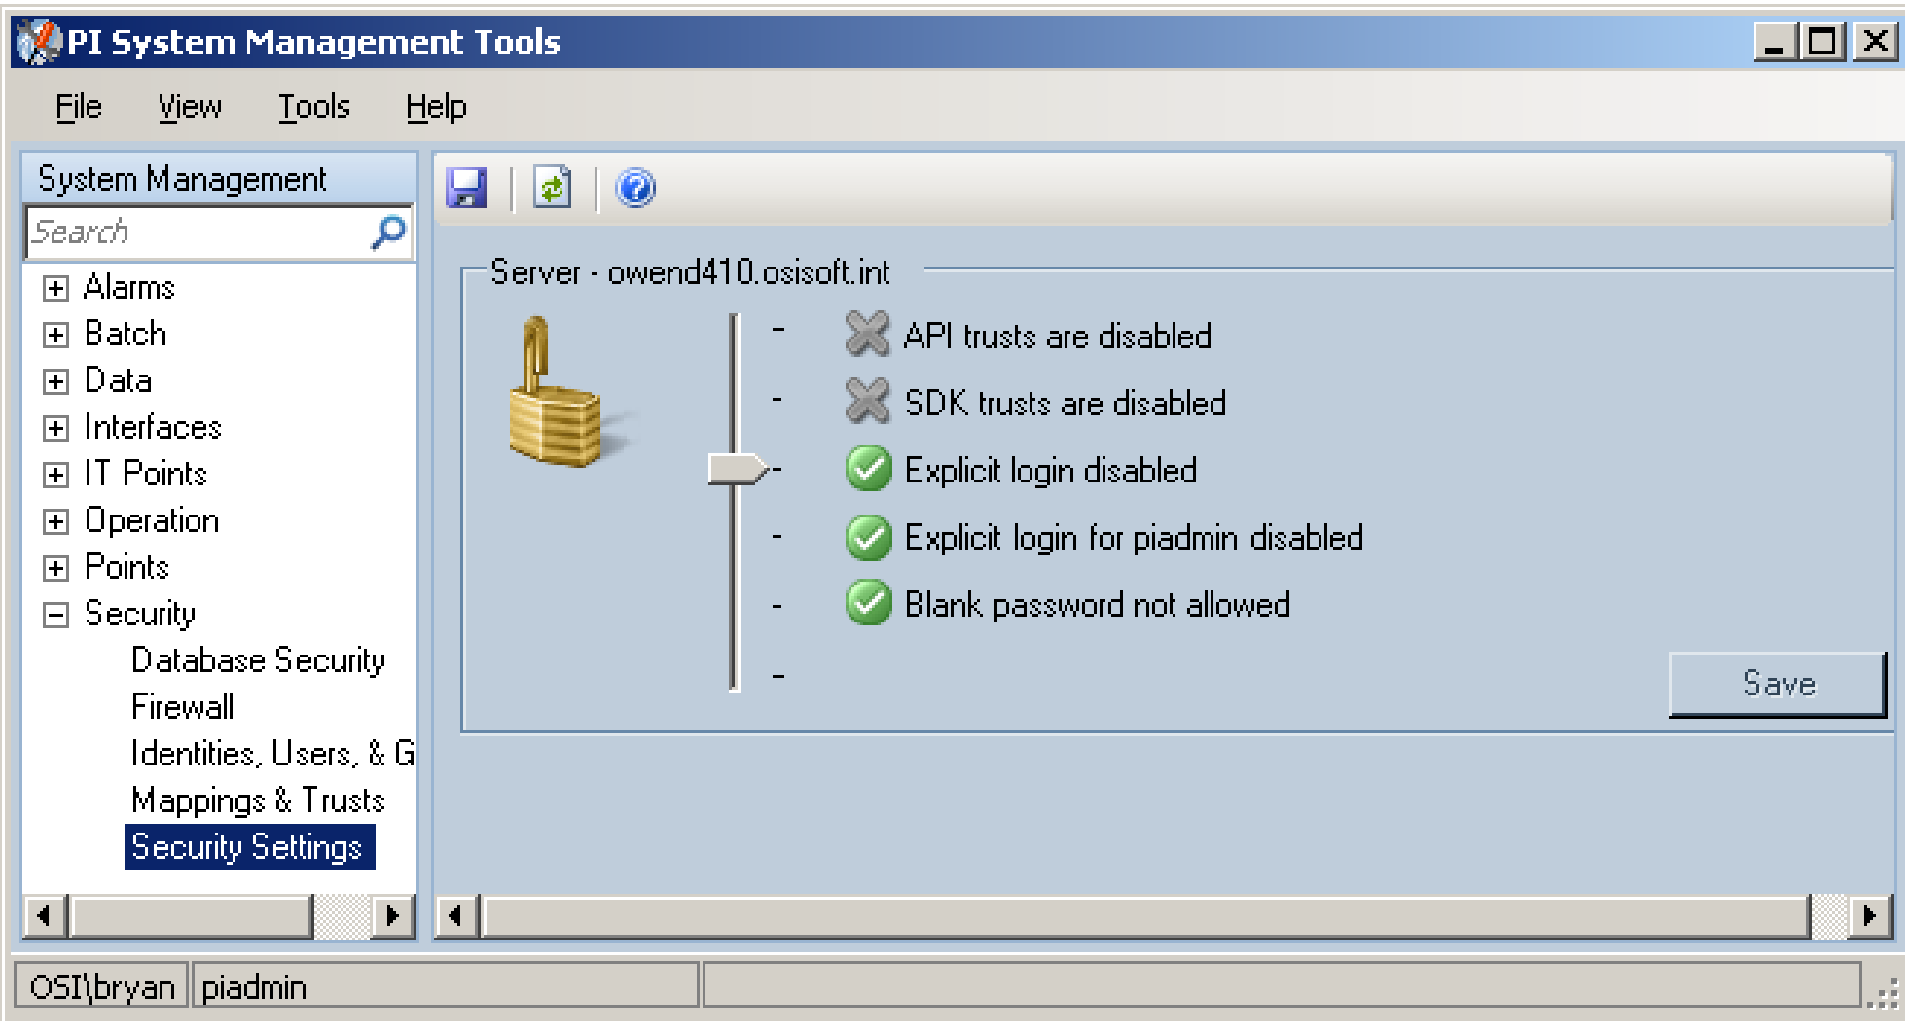 PI System Management Tools
File View Tools Help
System Management
Search
Alarms
Batch
Data
Interfaces
IT Points
Operation
Points
Security
Database Security
Firewall
Identities, Users, & G
Mappings & Trusts
Security Settings
Server - owend410.osisoft.int
API trusts are disabled
SDK trusts are disabled
Explicit login disabled
Explicit login for piadmin disabled
Blank password not allowed
Save
OSI\bryan piadmin